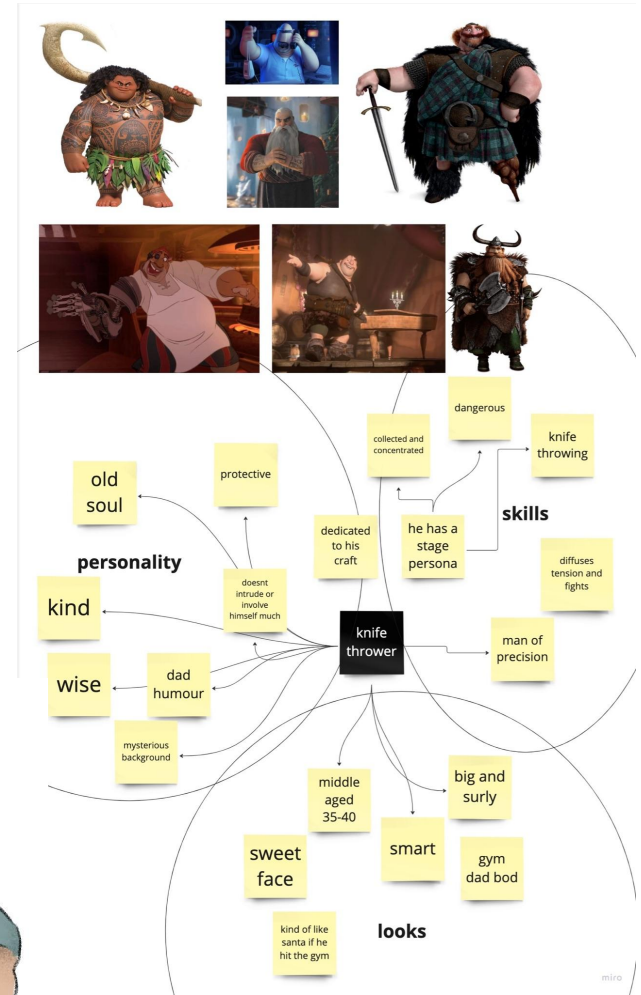 dangerous
collected and
concentrated
knife
throwing
old
soul
protective
skills
dedicated
to his
craft
he has a
stage
persona
personality
diffuses
tension and
fights
doesnt
intrude or
involve
himself much
kind
knife
thrower
man of
precision
wise
dad
humour
mysterious
background
middle
aged
35-40
big and
surly
sweet
face
smart
gym
dad bod
kind of like
santa if he
hit the gym
looks
miro